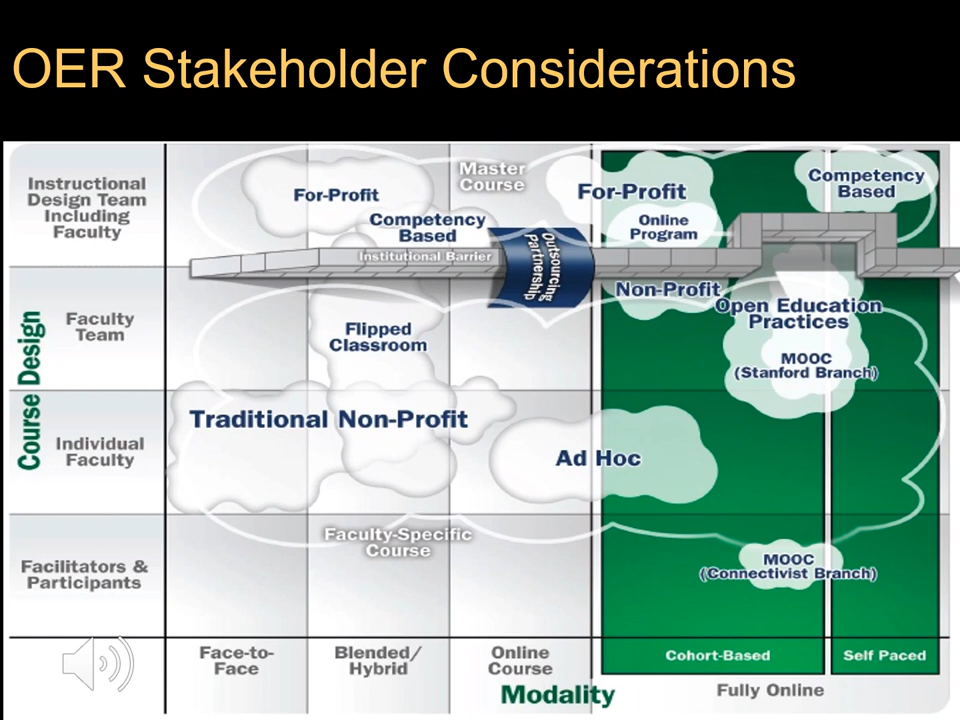 OER Stakeholder Considerations
Instructional
Design Team
Including
Faculty
For-Profit
Master
Course
For-Profit
Competency
Based
Competency
Based
Online
Program
Institutional Barrier
Outsourcing
Partnership
Non-Profit
Open Education
Practices
Course Design
Faculty
Team
Flipped
Classroom
MOOC
(Stanford Branch)
Individual
Faculty
Traditional Non-Profit
Ad Hoc
Faculty-Specific
Course
Facilitators &
Participants
MOOC
(Connectivist Branch)
Face-to-
Face
Blended/
Hybrid
Online
Course
Cohort-Based
Self Paced
Modality
Fully Online